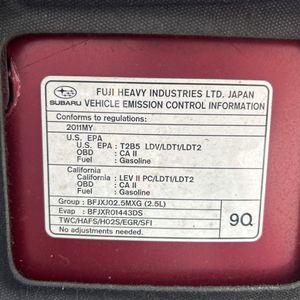 FUJI HEAVY INDUSTRIES LTD. JAPAN
SUBARU VEHICLE EMISSION CONTROL INFORMATION
Conforms to regulations:
2011MY
U.S. EPA
U.S. EPA : T2B5 LDV/LDT1/LDT2
OBD : CA II
Fuel : Gasoline
California
California : LEV II PC/LDT1/LDT2
OBD : CA II
Fuel : Gasoline
Group : BFJXJ02.5MXG (2.5L)
Evap : BFJXR01443DS
TWC/HAFS/HO2S/EGR/SFI
No adjustments needed.
9Q